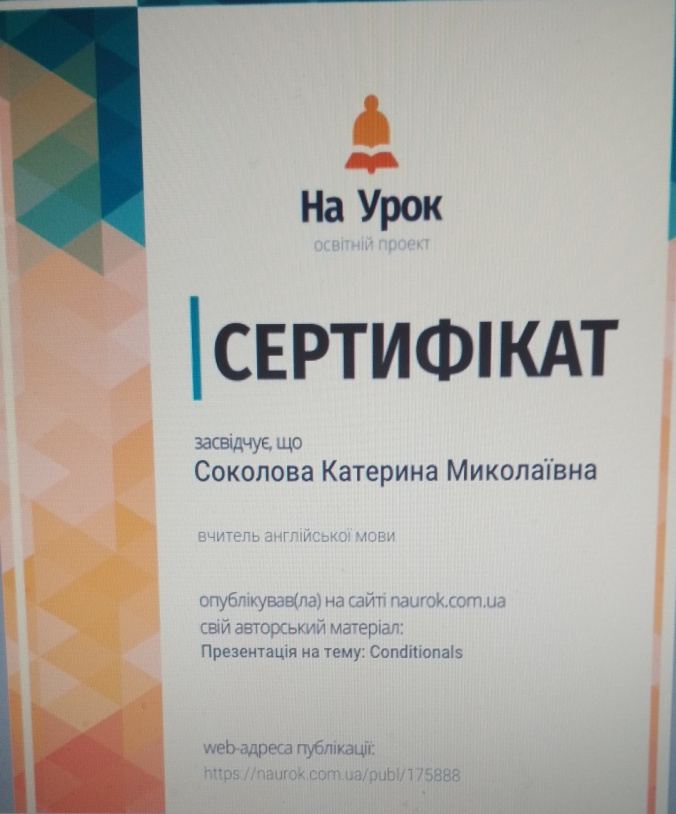 На Урок
освітній проект
СЕРТИФІКАТ
засвідчує, що
Соколова Катерина Миколаївна
вчитель англійської мови
опублікував(ла) на сайті naurok.com.ua
свій авторський матеріал:
Презентація на тему: Conditionals
web-адреса публікації:
https://naurok.com.ua/publ/175888